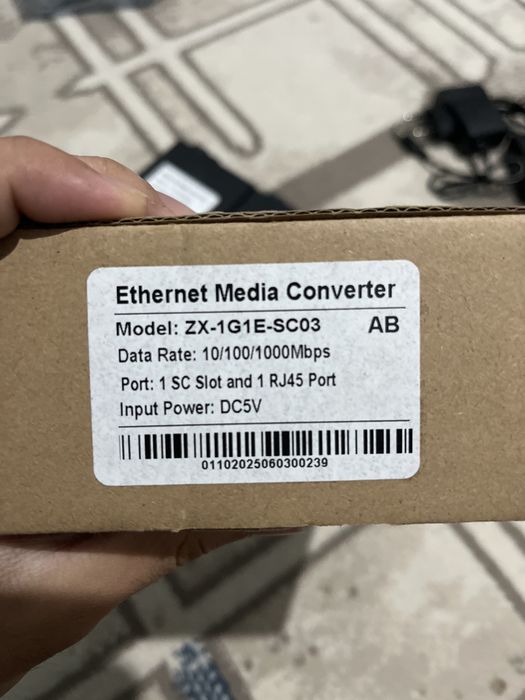 Ethernet Media Converter
Model: ZX-1G1E-SC03 AB
Data Rate: 10/100/1000Mbps
Port: 1 SC Slot and 1 RJ45 Port
Input Power: DC5V
01102025060300239